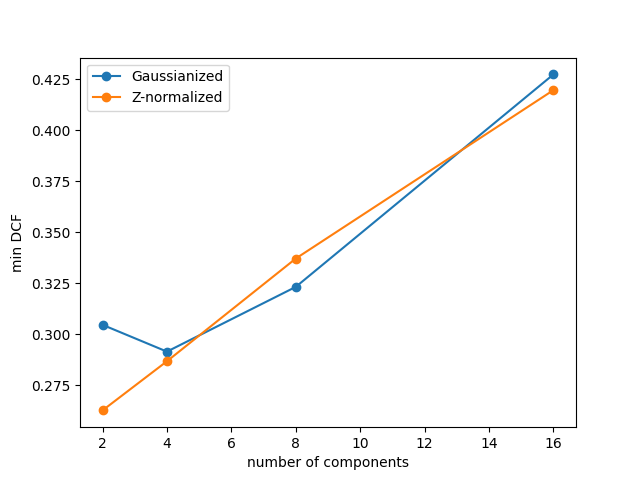 Gaussianized
Z-normalized
min DCF
0.425
0.400
0.375
0.350
0.325
0.300
0.275
2 4 6 8 10 12 14 16
number of components